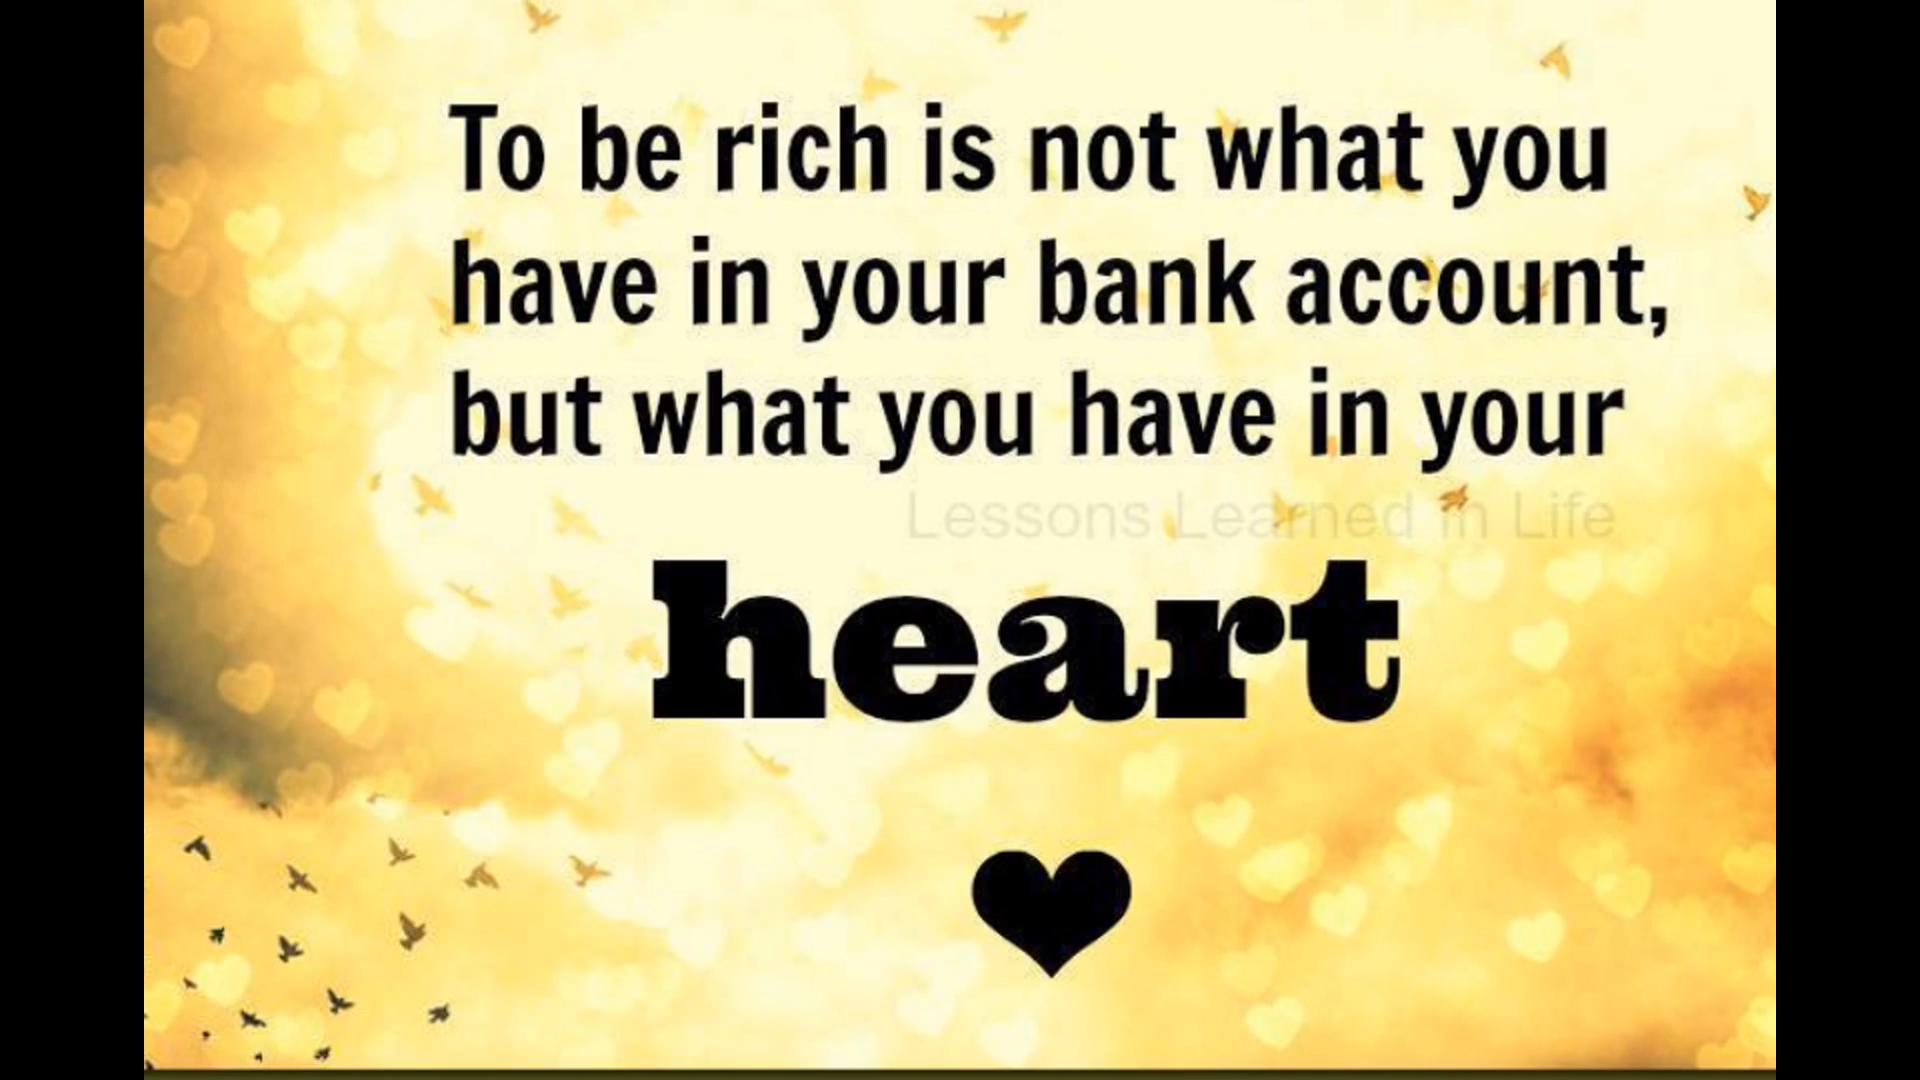 To be rich is not what you
have in your bank account,
but what you have in your
Lessons Learned in Life
heart